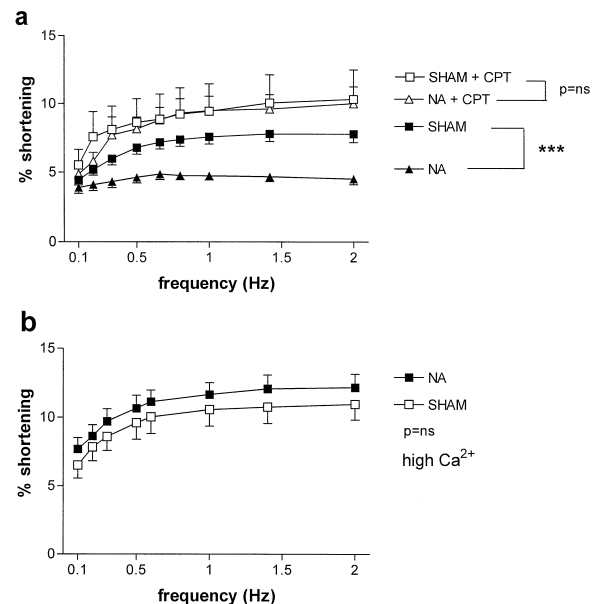 a
15
10
5
0
% shortening
0.1
0.5
1
1.5
2
frequency (Hz)
SHAM + CPT
NA + CPT
p=ns
SHAM
NA
***
b
15
10
5
0
% shortening
0.1
0.5
1
1.5
2
frequency (Hz)
NA
SHAM
p=ns
high Ca2+